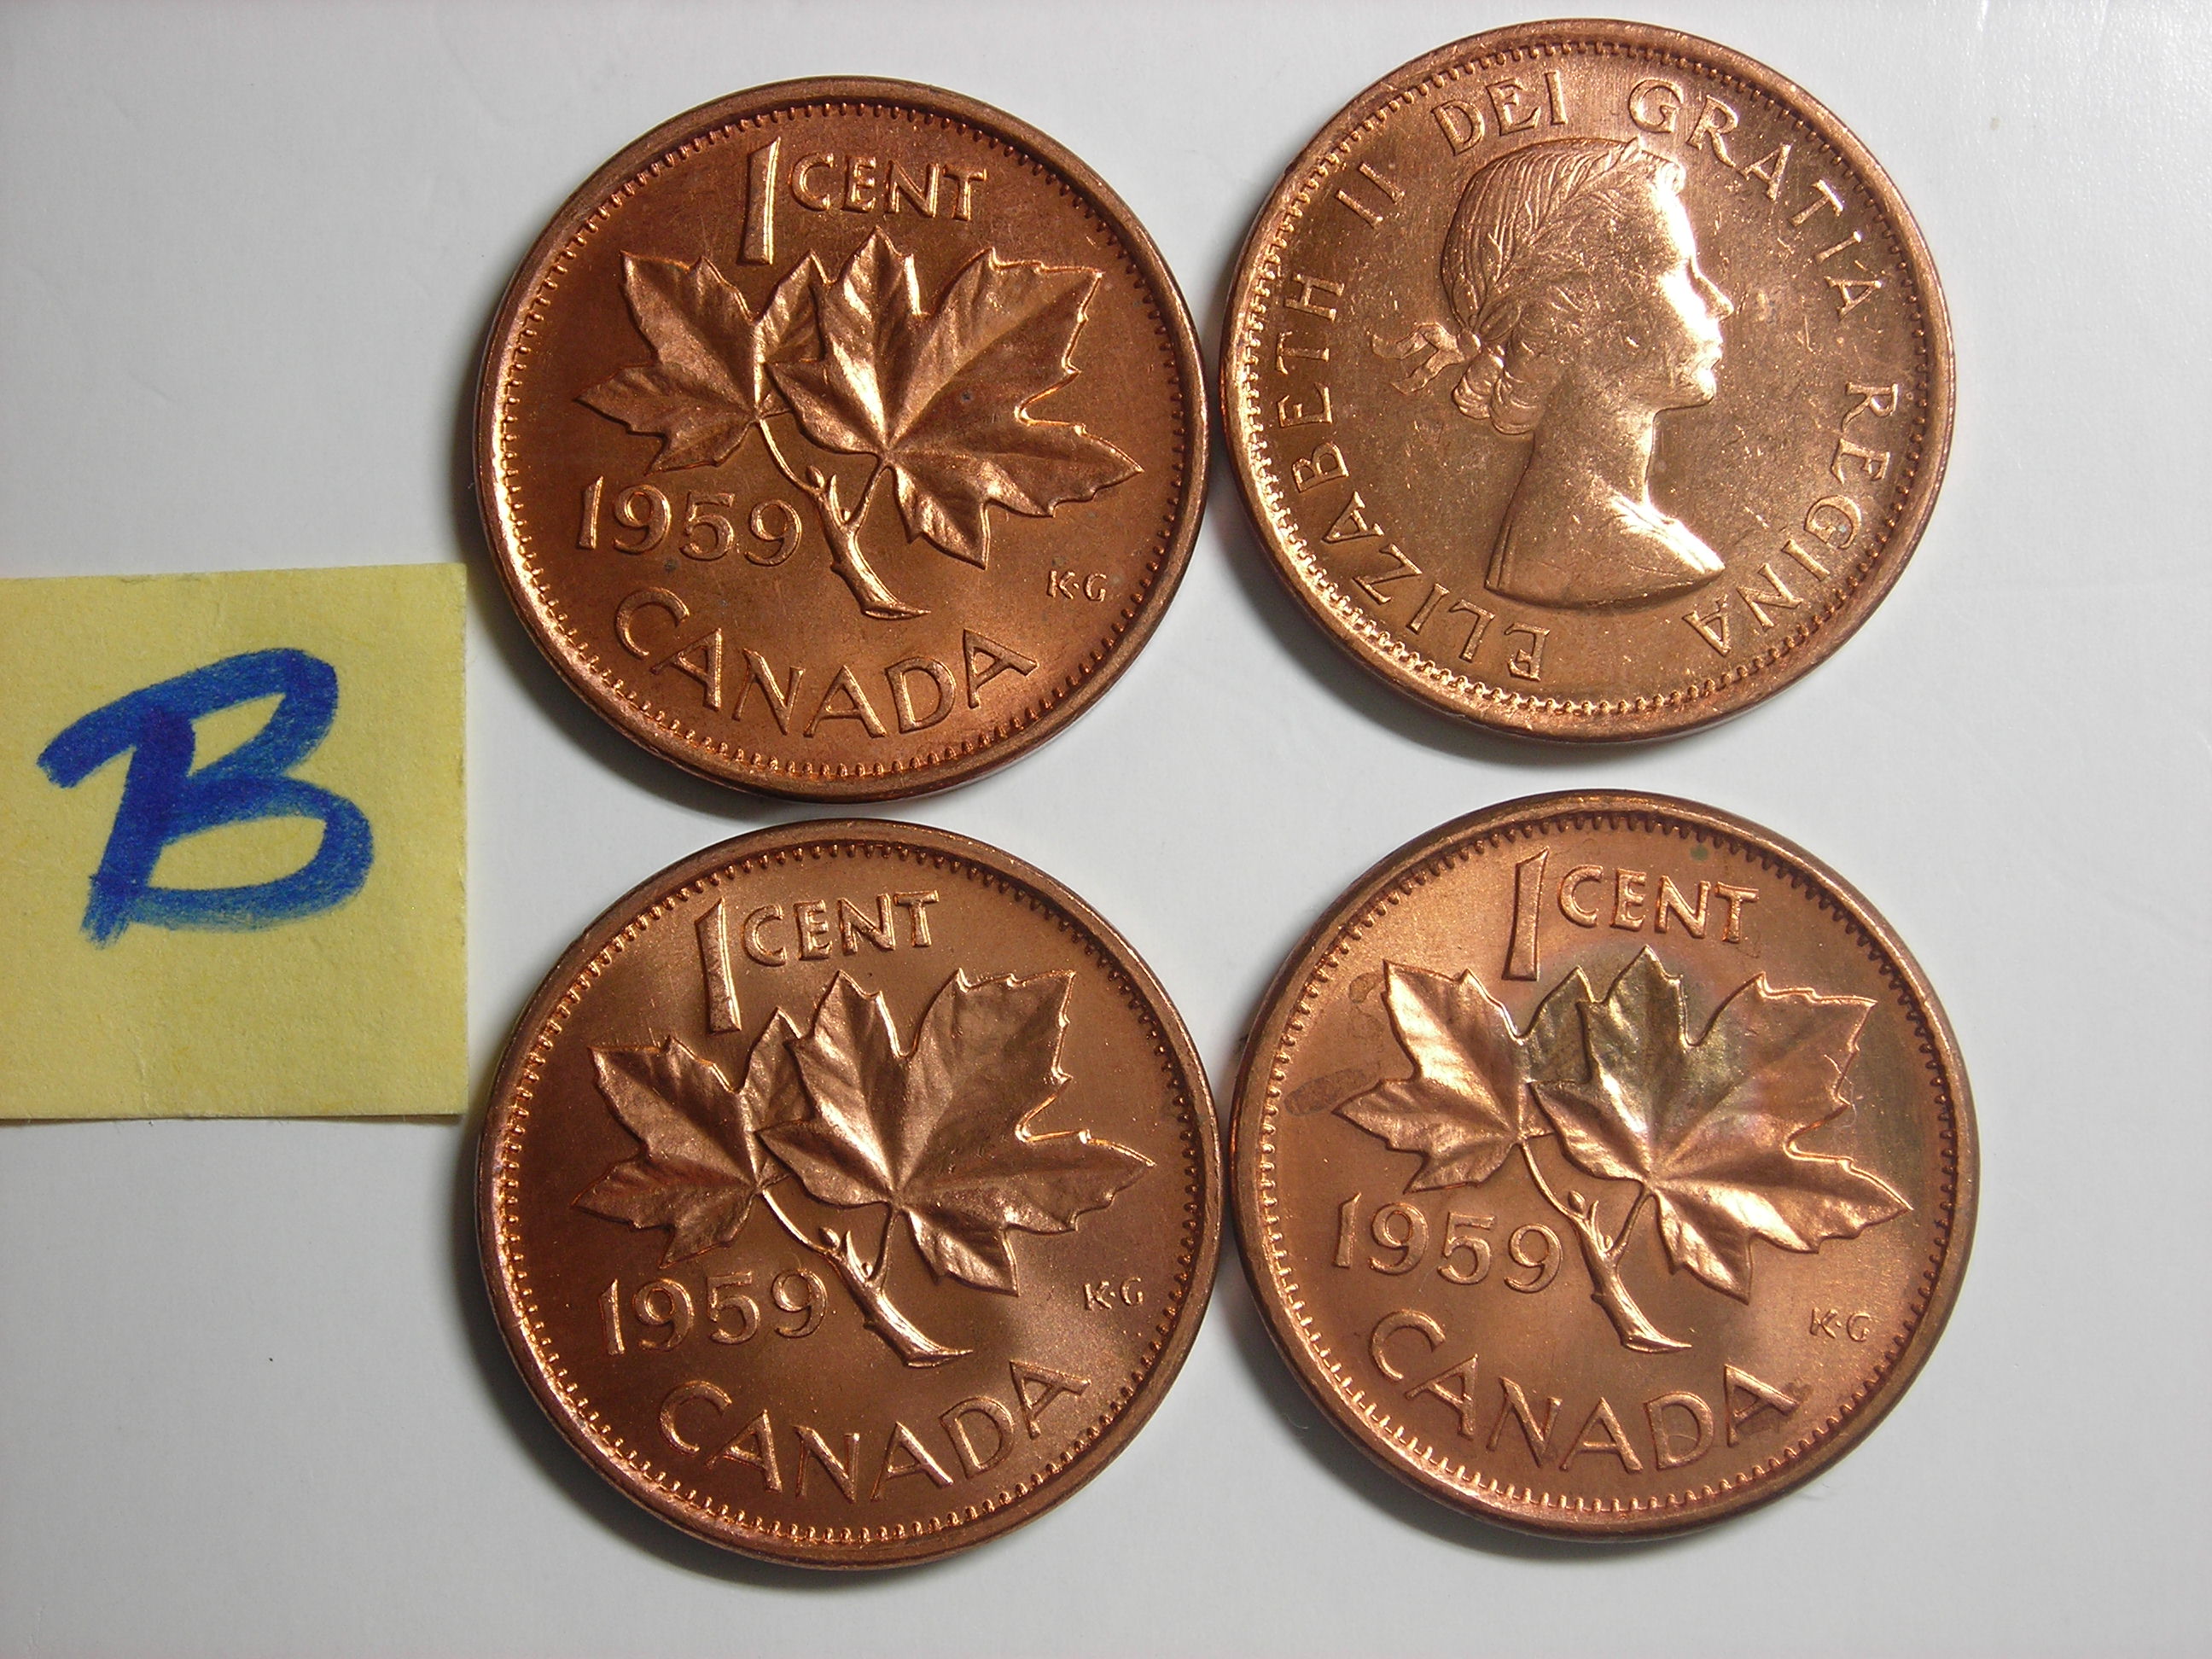 B
1 CENT
1959
K·G
CANADA
ELIZABETH II DEI GRATIA REGINA
1 CENT
1959
K·G
CANADA
1 CENT
1959
K·G
CANADA